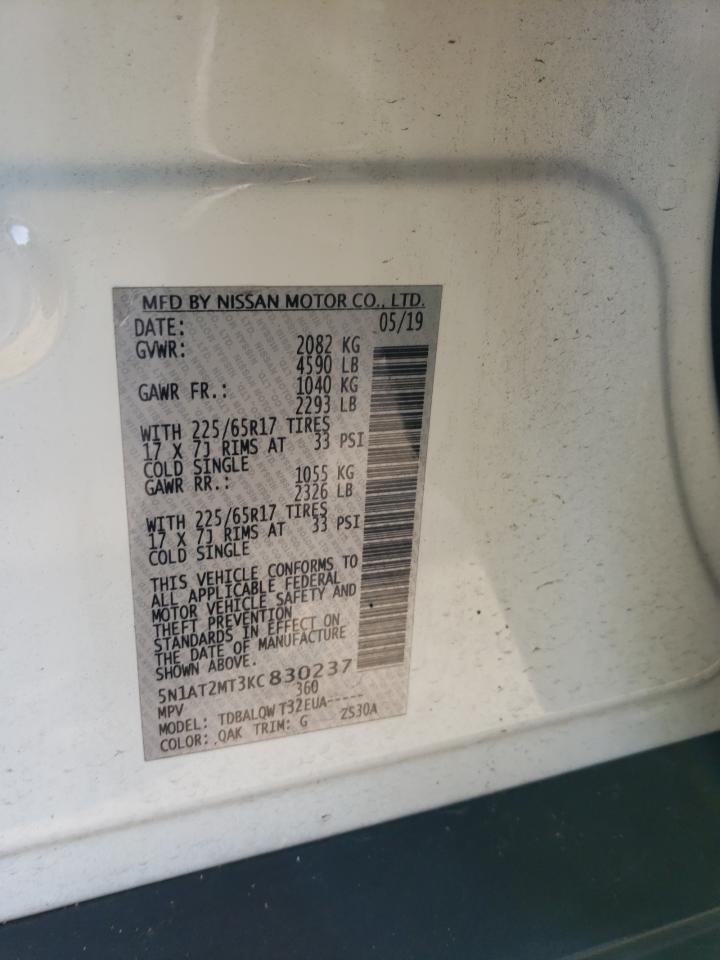 MFD BY NISSAN MOTOR CO., LTD.
DATE: 05/19
GVWR: 2082 KG
4590 LB
GAWR FR.: 1040 KG
2293 LB
WITH 225/65R17 TIRES
17 X 7J RIMS AT 33 PSI
COLD SINGLE
GAWR RR.: 1055 KG
2326 LB
WITH 225/65R17 TIRES
17 X 7J RIMS AT 33 PSI
COLD SINGLE
THIS VEHICLE CONFORMS TO
ALL APPLICABLE FEDERAL
MOTOR VEHICLE SAFETY AND
THEFT PREVENTION
STANDARDS IN EFFECT ON
THE DATE OF MANUFACTURE
SHOWN ABOVE.
5N1AT2MT3KC830237
MPV 360
MODEL: TDBALQW T32EUA-----
COLOR: QAK TRIM: G ZS30A